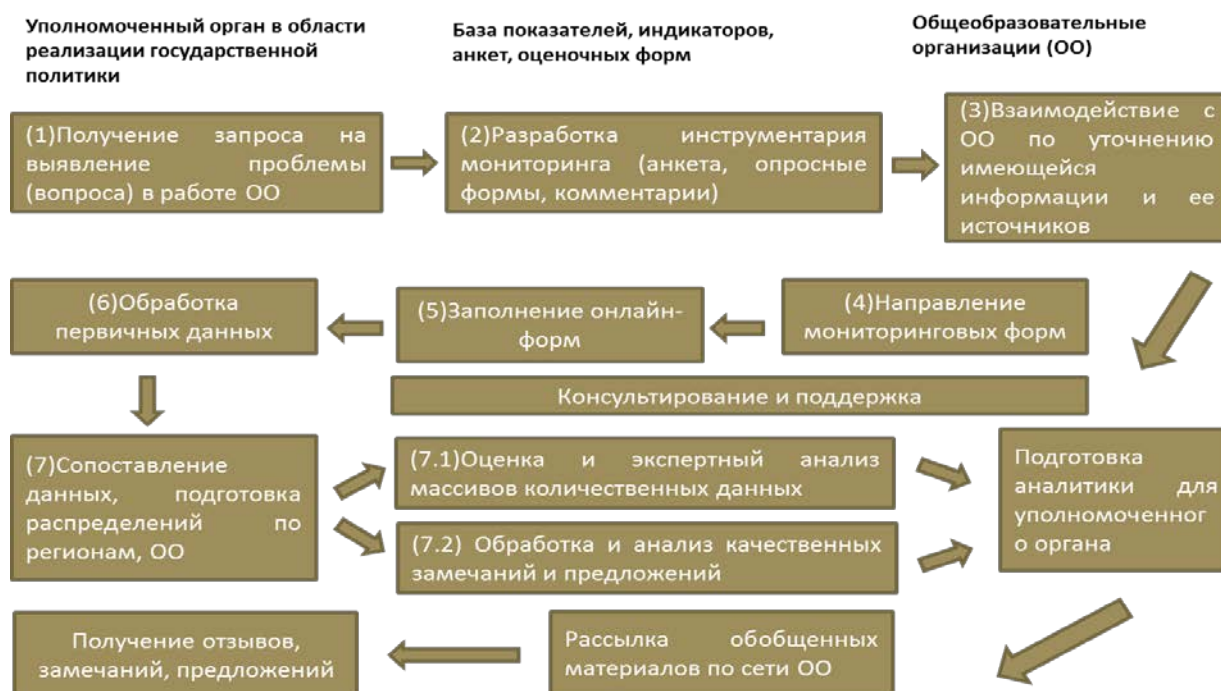 Уполномоченный орган в области
реализации государственной
политики
База показателей, индикаторов,
анкет, оценочных форм
Общеобразовательные
организации (ОО)
(1)Получение запроса на
выявление проблемы
(вопроса) в работе ОО
(2)Разработка инструментария
мониторинга (анкета, опросные
формы, комментарии)
(3)Взаимодействие с
ОО по уточнению
имеющейся
информации и ее
источников
(6)Обработка
первичных данных
(5)Заполнение онлайн-
форм
(4)Направление
мониторинговых форм
Консультирование и поддержка
(7)Сопоставление
данных, подготовка
распределений по
регионам, ОО
(7.1)Оценка и экспертный анализ
массивов количественных данных
(7.2) Обработка и анализ качественных
замечаний и предложений
Подготовка
аналитики для
уполномоченног
о органа
Получение отзывов,
замечаний, предложений
Рассылка обобщенных
материалов по сети ОО